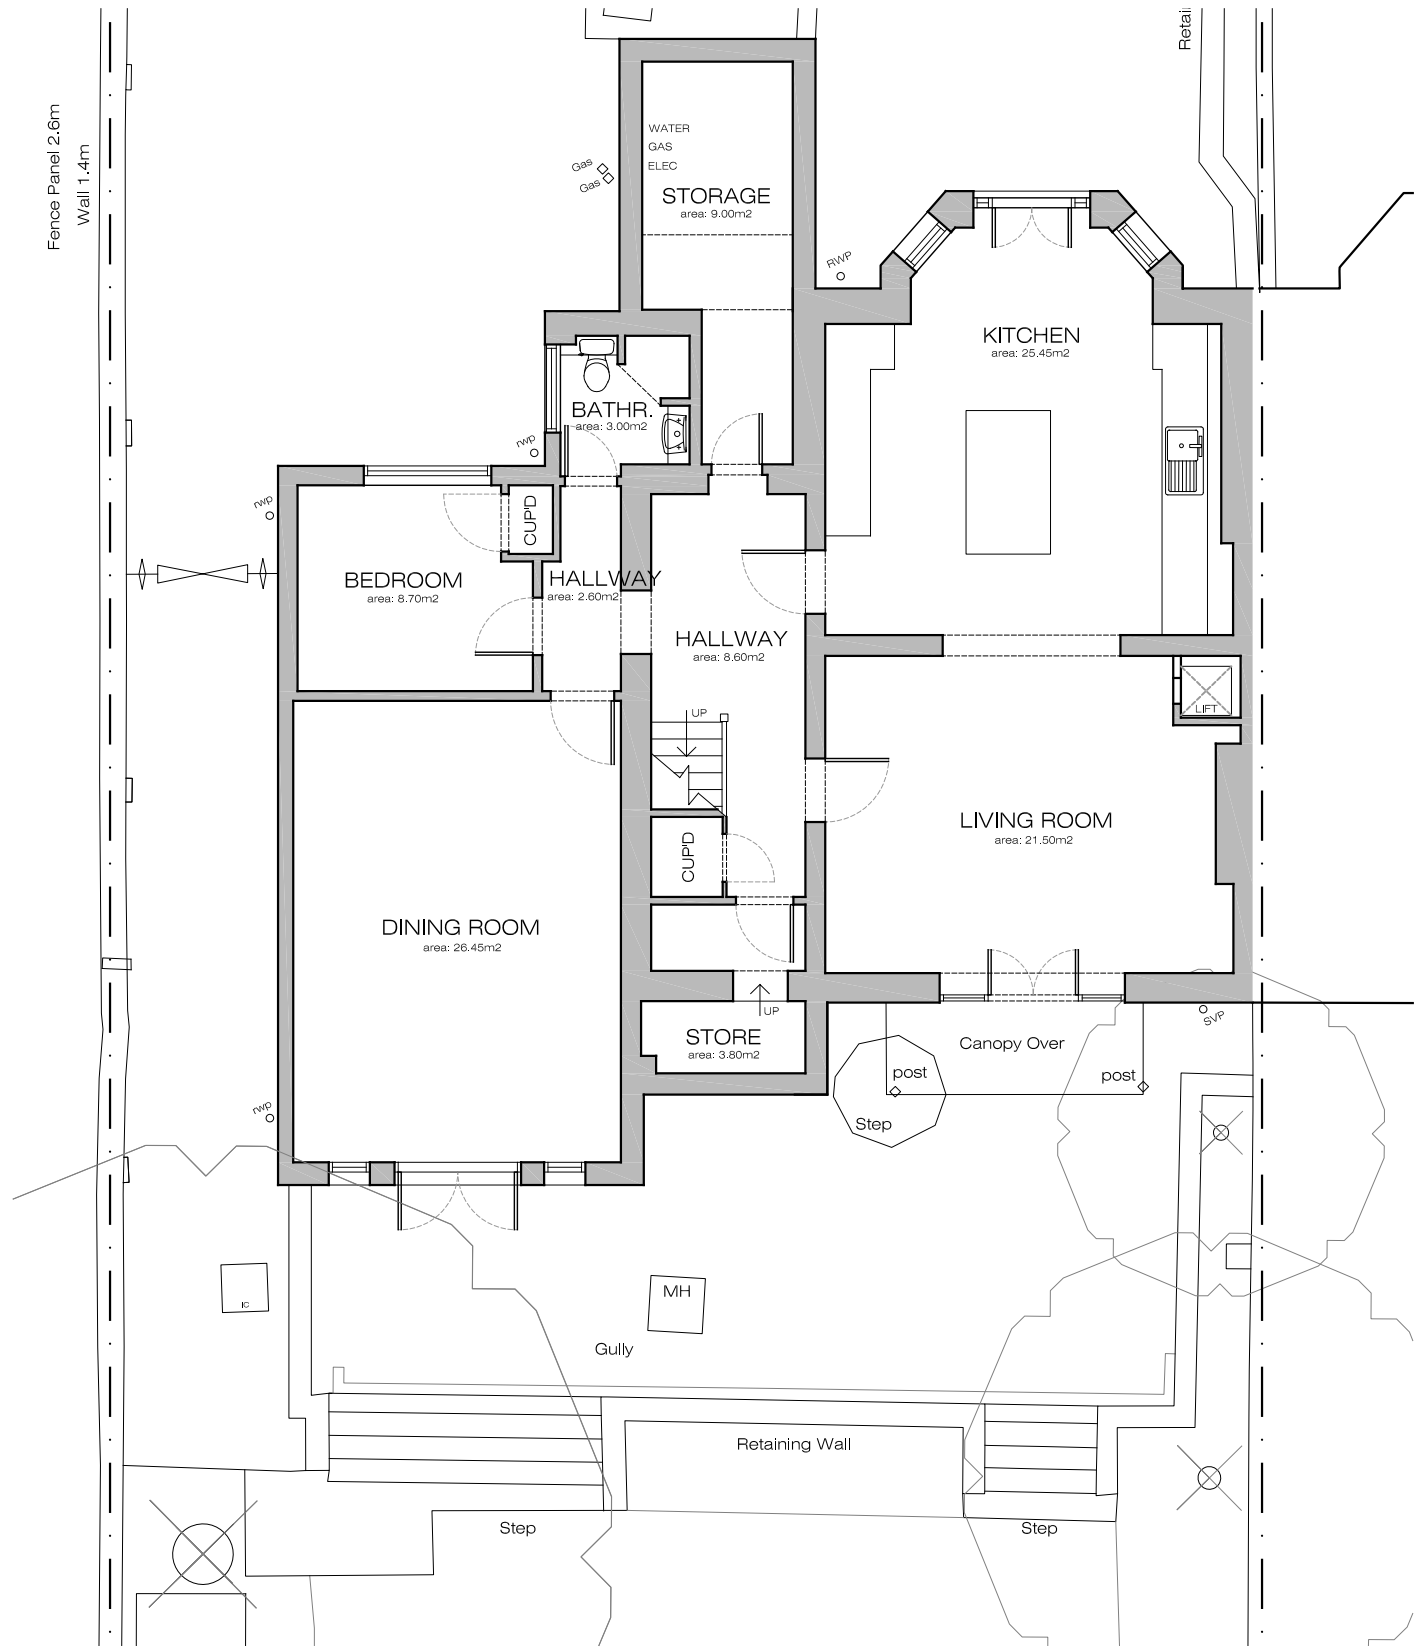 Retai
Fence Panel 2.6m
Wall 1.4m
WATER
GAS
ELEC
Gas
Gas
STORAGE
area: 9.00m2
RWP
KITCHEN
area: 25.45m2
BATHR.
area: 3.00m2
rwp
rwp
CUP'D
BEDROOM
area: 8.70m2
HALLWAY
area: 2.60m2
HALLWAY
area: 8.60m2
UP
LIFT
LIVING ROOM
area: 21.50m2
CUP'D
DINING ROOM
area: 26.45m2
UP
STORE
area: 3.80m2
SVP
Canopy Over
post
post
Step
rwp
IC
MH
Gully
Retaining Wall
Step
Step